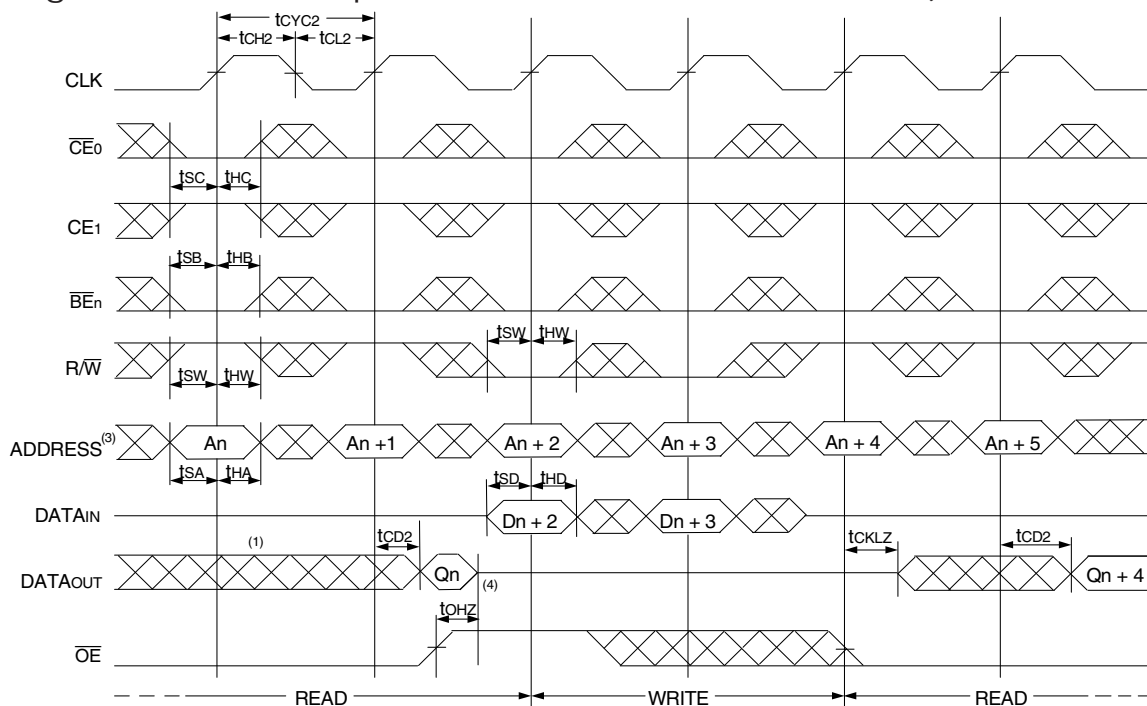 tCYC2
tCH2 tCL2
CLK
CE0
tSC tHC
CE1
tSB tHB
BEn
tSW tHW
R/W
tSW tHW
ADDRESS(3) An An +1 An + 2 An + 3 An + 4 An + 5
tSA tHA tSD tHD
DATAIN Dn + 2 Dn + 3
(1) tCD2 tCKLZ tCD2
DATAOUT Qn (4) Qn + 4
tOHZ
OE
READ WRITE READ